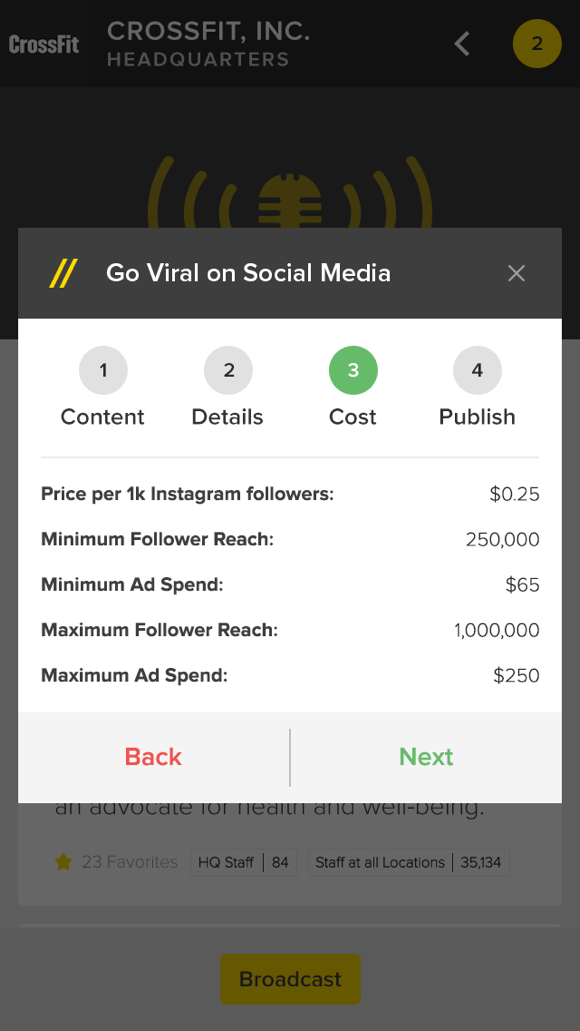 CrossFit
CROSSFIT, INC.
HEADQUARTERS
2
Go Viral on Social Media
1
2
3
4
Content
Details
Cost
Publish
Price per 1k Instagram followers: $0.25
Minimum Follower Reach: 250,000
Minimum Ad Spend: $65
Maximum Follower Reach: 1,000,000
Maximum Ad Spend: $250
Back
Next
an advocate for health and well-being.
23 Favorites
HQ Staff | 84
Staff at all Locations | 35,134
Broadcast